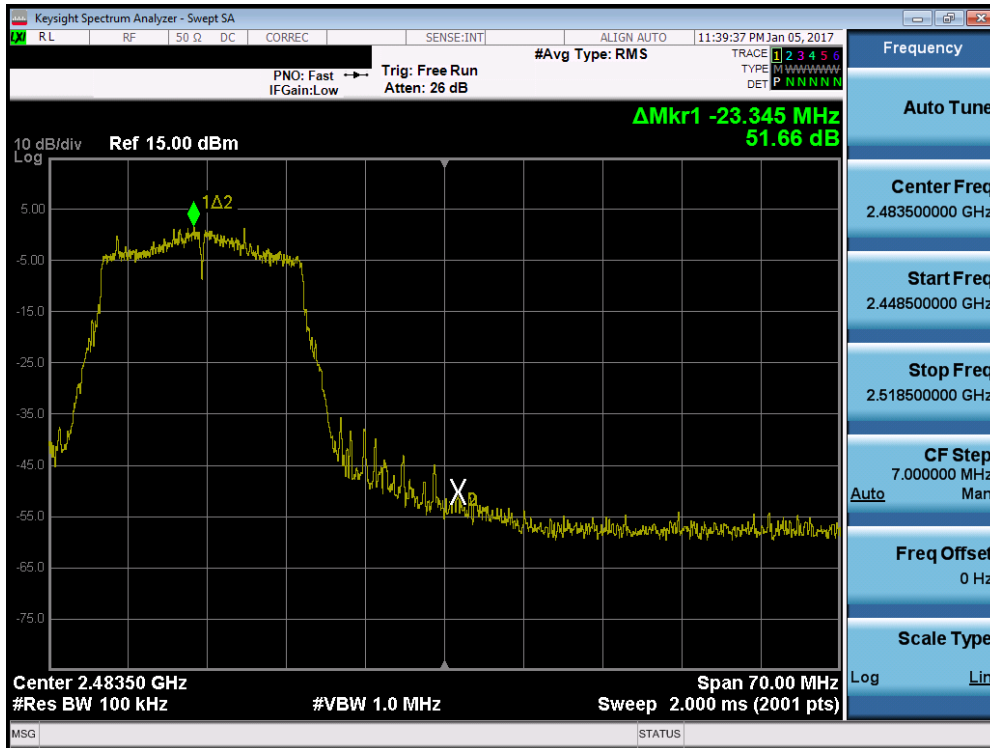 Keysight Spectrum Analyzer - Swept SA
LXI RL RF 50 Ω DC CORREC SENSE:INT ALIGN AUTO 11:39:37 PM Jan 05, 2017
PNO: Fast
IFGain:Low
Trig: Free Run
Atten: 26 dB
#Avg Type: RMS
TRACE 1 2 3 4 5 6
TYPE M WWWWW
DET P N N N N N
ΔMkr1 -23.345 MHz
51.66 dB
10 dB/div
Log
Ref 15.00 dBm
1Δ2
5.00
-5.00
-15.0
-25.0
-35.0
-45.0
X2
-55.0
-65.0
-75.0
Center 2.48350 GHz
Span 70.00 MHz
#Res BW 100 kHz
#VBW 1.0 MHz
Sweep 2.000 ms (2001 pts)
MSG
STATUS
Frequency
Auto Tune
Center Freq
2.483500000 GHz
Start Freq
2.448500000 GHz
Stop Freq
2.518500000 GHz
CF Step
7.000000 MHz
Auto Man
Freq Offset
0 Hz
Scale Type
Log Lin